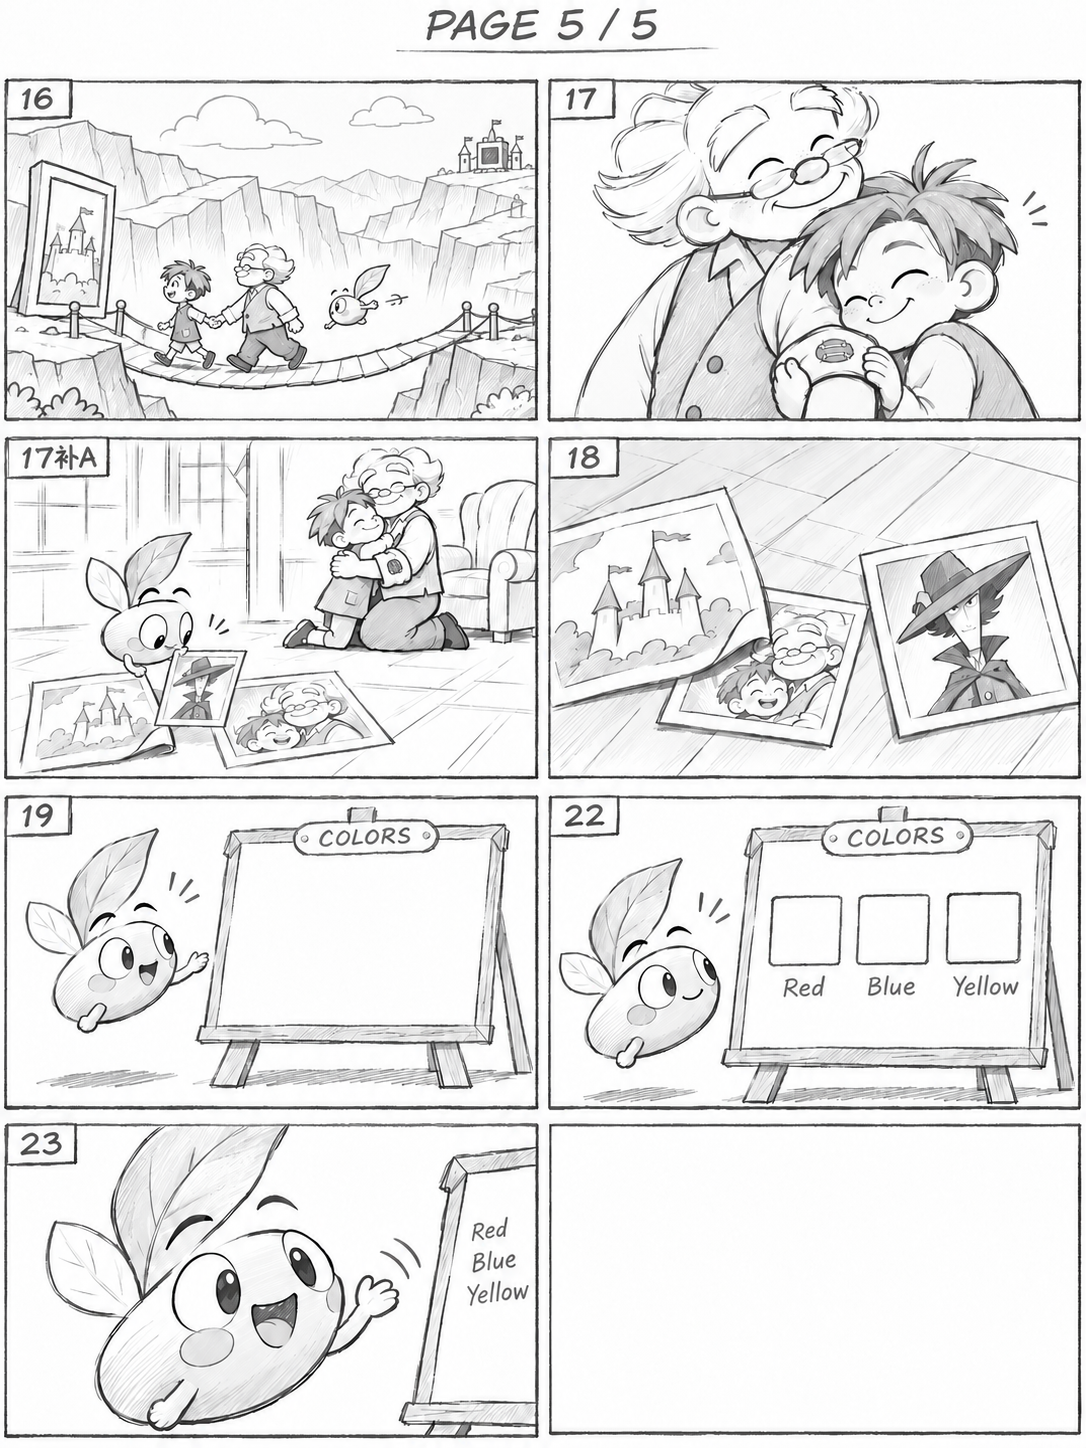 PAGE 5 / 5
16
17
17补A
18
19
COLORS
22
COLORS
Red Blue Yellow
23
Red
Blue
Yellow